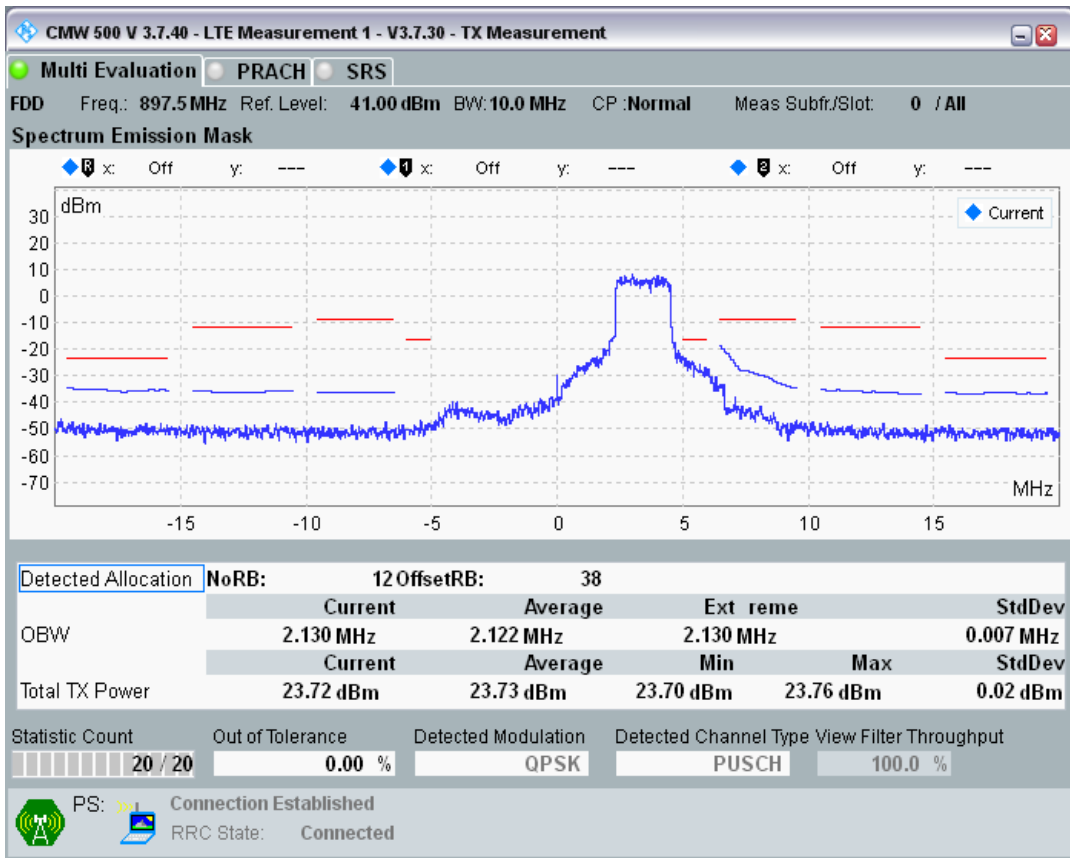 CMW 500 V 3.7.40 - LTE Measurement 1 - V3.7.30 - TX Measurement
Multi Evaluation PRACH SRS
FDD Freq.: 897.5 MHz Ref. Level: 41.00 dBm BW: 10.0 MHz CP :Normal Meas Subfr./Slot: 0 / All
Spectrum Emission Mask
R x: Off y: --- 1 x: Off y: --- 2 x: Off y: ---
dBm
Current
30
20
10
0
-10
-20
-30
-40
-50
-60
-70
MHz
-15 -10 -5 0 5 10 15
Detected Allocation NoRB: 12 OffsetRB: 38
Current Average Ext reme StdDev
OBW 2.130 MHz 2.122 MHz 2.130 MHz 0.007 MHz
Current Average Min Max StdDev
Total TX Power 23.72 dBm 23.73 dBm 23.70 dBm 23.76 dBm 0.02 dBm
Statistic Count Out of Tolerance Detected Modulation Detected Channel Type View Filter Throughput
20 / 20 0.00 % QPSK PUSCH 100.0 %
PS: Connection Established
RRC State: Connected